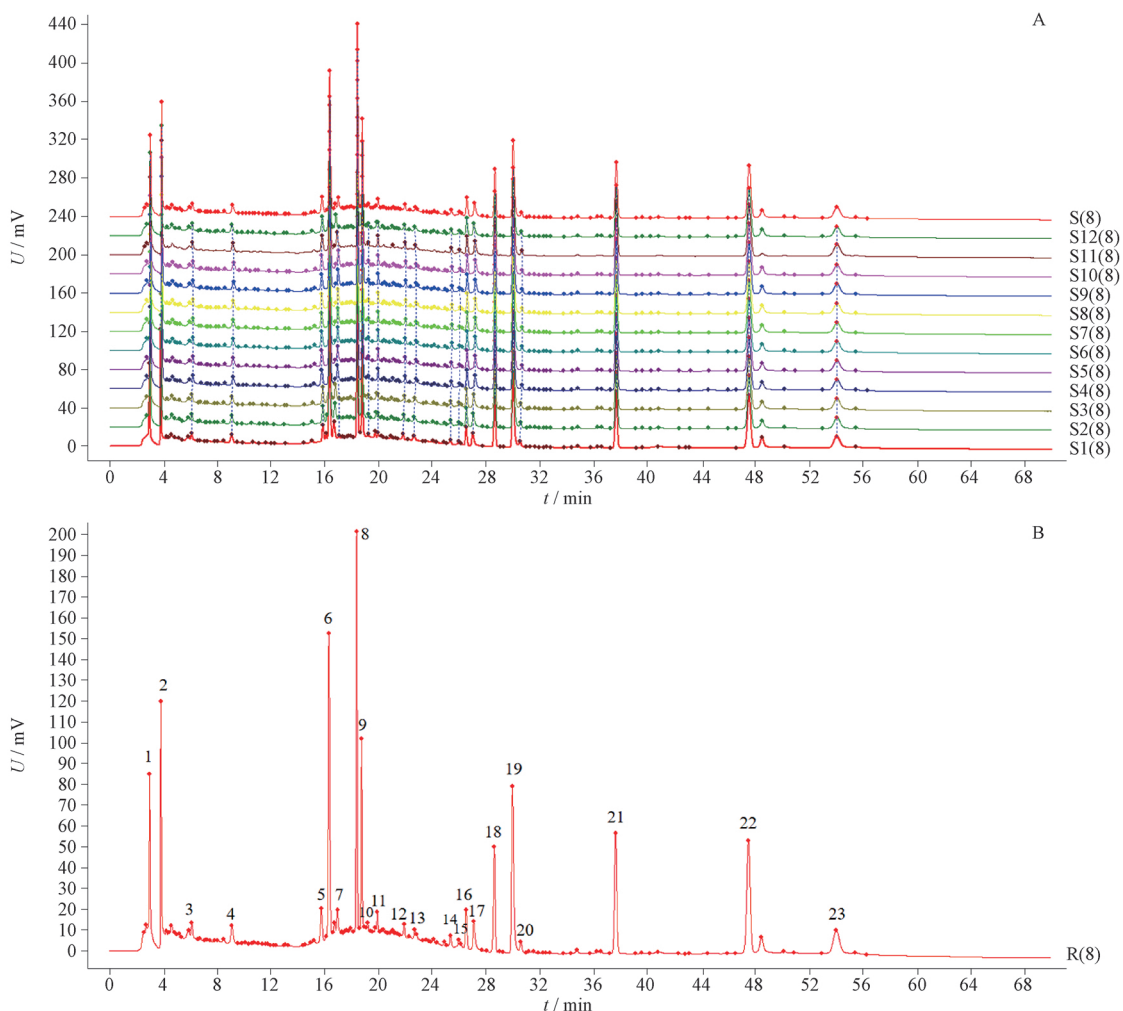 A
440
400
360
320
280
240
200
160
120
80
40
0
U / mV
S(8)
S12(8)
S11(8)
S10(8)
S9(8)
S8(8)
S7(8)
S6(8)
S5(8)
S4(8)
S3(8)
S2(8)
S1(8)
0 4 8 12 16 20 24 28 32 36 40 44 48 52 56 60 64 68
t / min
B
200
190
180
170
160
150
140
130
120
110
100
90
80
70
60
50
40
30
20
10
0
U / mV
1 2 3 4 5 6 7 8 9 10 11 12 13 14 15 16 17 18 19 20 21 22 23
R(8)
0 4 8 12 16 20 24 28 32 36 40 44 48 52 56 60 64 68
t / min